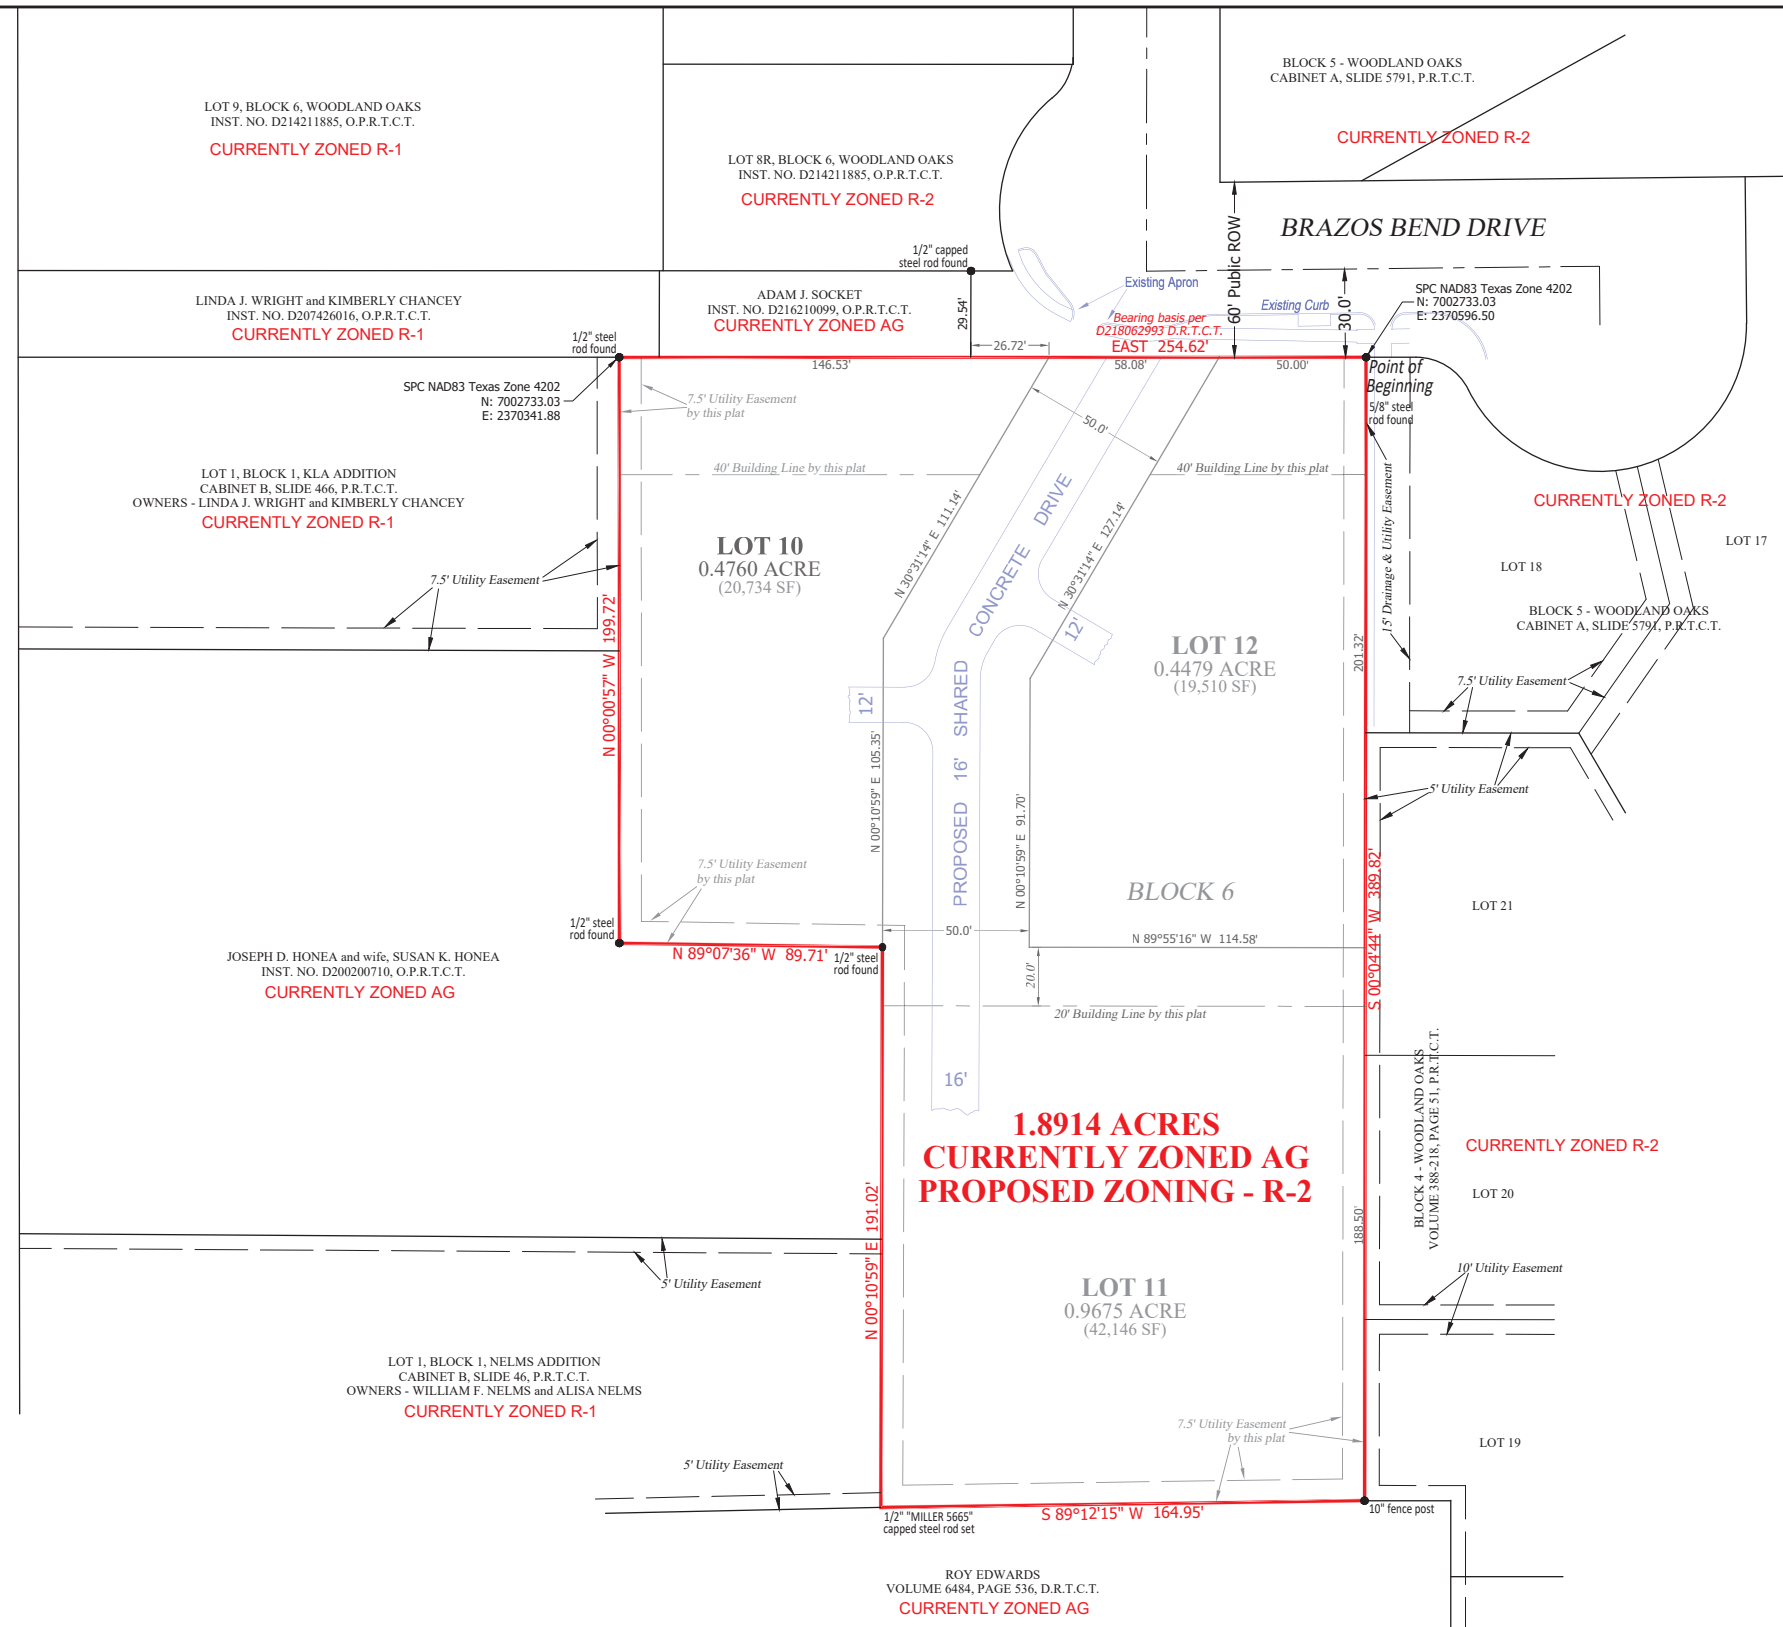 BLOCK 5 - WOODLAND OAKS
CABINET A, SLIDE 5791, P.R.T.C.T.
CURRENTLY ZONED R-2
LOT 9, BLOCK 6, WOODLAND OAKS
INST. NO. D214211885, O.P.R.T.C.T.
CURRENTLY ZONED R-1
LOT 8R, BLOCK 6, WOODLAND OAKS
INST. NO. D214211885, O.P.R.T.C.T.
CURRENTLY ZONED R-2
BRAZOS BEND DRIVE
60' Public ROW
30.0'
1/2" capped
steel rod found
29.54'
Existing Apron
Existing Curb
SPC NAD83 Texas Zone 4202
N: 7002733.03
E: 2370596.50
LINDA J. WRIGHT and KIMBERLY CHANCEY
INST. NO. D207426016, O.P.R.T.C.T.
CURRENTLY ZONED R-1
ADAM J. SOCKET
INST. NO. D216210099, O.P.R.T.C.T.
CURRENTLY ZONED AG
Bearing basis per
D218062993 D.R.T.C.T.
EAST 254.62'
1/2" steel
rod found
26.72'
146.53'
58.08'
50.00'
Point of
Beginning
5/8" steel
rod found
SPC NAD83 Texas Zone 4202
N: 7002733.03
E: 2370341.88
7.5' Utility Easement
by this plat
50.0'
40' Building Line by this plat
40' Building Line by this plat
LOT 1, BLOCK 1, KLA ADDITION
CABINET B, SLIDE 466, P.R.T.C.T.
OWNERS - LINDA J. WRIGHT and KIMBERLY CHANCEY
CURRENTLY ZONED R-1
CURRENTLY ZONED R-2
LOT 17
LOT 18
BLOCK 5 - WOODLAND OAKS
CABINET A, SLIDE 5791, P.R.T.C.T.
15' Drainage & Utility Easement
7.5' Utility Easement
LOT 10
0.4760 ACRE
(20,734 SF)
N 30°31'14" E 111.14'
N 30°31'14" E 127.14'
PROPOSED 16' SHARED CONCRETE DRIVE
12'
12'
LOT 12
0.4479 ACRE
(19,510 SF)
201.32'
N 00°00'57" W 199.72'
7.5' Utility Easement
5' Utility Easement
N 00°10'59" E 105.35'
N 00°10'59" E 91.70'
7.5' Utility Easement
by this plat
BLOCK 6
S 00°04'44" W 389.82'
LOT 21
1/2" steel
rod found
50.0'
N 89°55'16" W 114.58'
N 89°07'36" W 89.71'
1/2" steel
rod found
20.0'
20' Building Line by this plat
JOSEPH D. HONEA and wife, SUSAN K. HONEA
INST. NO. D200200710, O.P.R.T.C.T.
CURRENTLY ZONED AG
16'
1.8914 ACRES
CURRENTLY ZONED AG
PROPOSED ZONING - R-2
BLOCK 4 - WOODLAND OAKS
VOLUME 388-218, PAGE 51, P.R.T.C.T.
CURRENTLY ZONED R-2
LOT 20
188.50'
N 00°10'59" E 191.02'
5' Utility Easement
10' Utility Easement
LOT 11
0.9675 ACRE
(42,146 SF)
LOT 1, BLOCK 1, NELMS ADDITION
CABINET B, SLIDE 46, P.R.T.C.T.
OWNERS - WILLIAM F. NELMS and ALISA NELMS
CURRENTLY ZONED R-1
7.5' Utility Easement
by this plat
LOT 19
5' Utility Easement
1/2" "MILLER 5665"
capped steel rod set
S 89°12'15" W 164.95'
10" fence post
ROY EDWARDS
VOLUME 6484, PAGE 536, D.R.T.C.T.
CURRENTLY ZONED AG